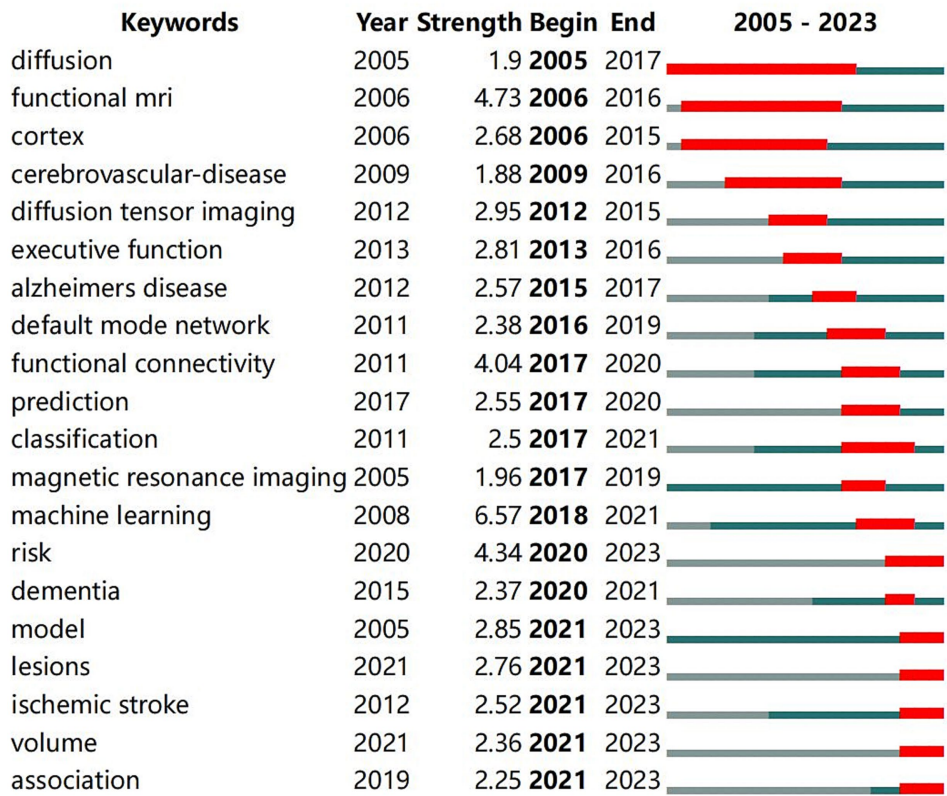 Keywords Year Strength Begin End 2005 - 2023
diffusion 2005 1.9 2005 2017
functional mri 2006 4.73 2006 2016
cortex 2006 2.68 2006 2015
cerebrovascular-disease 2009 1.88 2009 2016
diffusion tensor imaging 2012 2.95 2012 2015
executive function 2013 2.81 2013 2016
alzheimers disease 2012 2.57 2015 2017
default mode network 2011 2.38 2016 2019
functional connectivity 2011 4.04 2017 2020
prediction 2017 2.55 2017 2020
classification 2011 2.5 2017 2021
magnetic resonance imaging 2005 1.96 2017 2019
machine learning 2008 6.57 2018 2021
risk 2020 4.34 2020 2023
dementia 2015 2.37 2020 2021
model 2005 2.85 2021 2023
lesions 2021 2.76 2021 2023
ischemic stroke 2012 2.52 2021 2023
volume 2021 2.36 2021 2023
association 2019 2.25 2021 2023